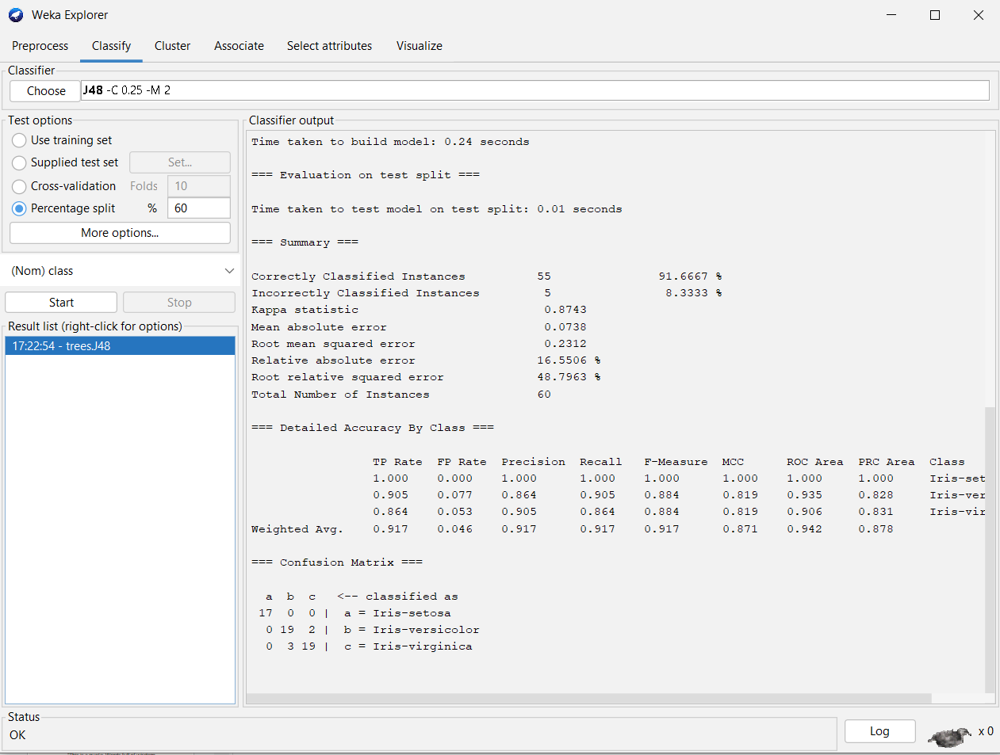 Weka Explorer
Preprocess Classify Cluster Associate Select attributes Visualize
Classifier
Choose J48 -C 0.25 -M 2
Test options
Use training set
Supplied test set Set...
Cross-validation Folds 10
Percentage split % 60
More options...
(Nom) class
Start Stop
Result list (right-click for options)
17:22:54 - trees.J48
Classifier output
Time taken to build model: 0.24 seconds
=== Evaluation on test split ===
Time taken to test model on test split: 0.01 seconds
=== Summary ===
Correctly Classified Instances 55 91.6667 %
Incorrectly Classified Instances 5 8.3333 %
Kappa statistic 0.8743
Mean absolute error 0.0738
Root mean squared error 0.2312
Relative absolute error 16.5506 %
Root relative squared error 48.7963 %
Total Number of Instances 60
=== Detailed Accuracy By Class ===
TP Rate FP Rate Precision Recall F-Measure MCC ROC Area PRC Area Class
1.000 0.000 1.000 1.000 1.000 1.000 1.000 1.000 Iris-set
0.905 0.077 0.864 0.905 0.884 0.819 0.935 0.828 Iris-ver
0.864 0.053 0.905 0.864 0.884 0.819 0.906 0.831 Iris-vir
Weighted Avg. 0.917 0.046 0.917 0.917 0.917 0.871 0.942 0.878
=== Confusion Matrix ===
a b c <-- classified as
17 0 0 | a = Iris-setosa
0 19 2 | b = Iris-versicolor
0 3 19 | c = Iris-virginica
Status
OK
Log x 0